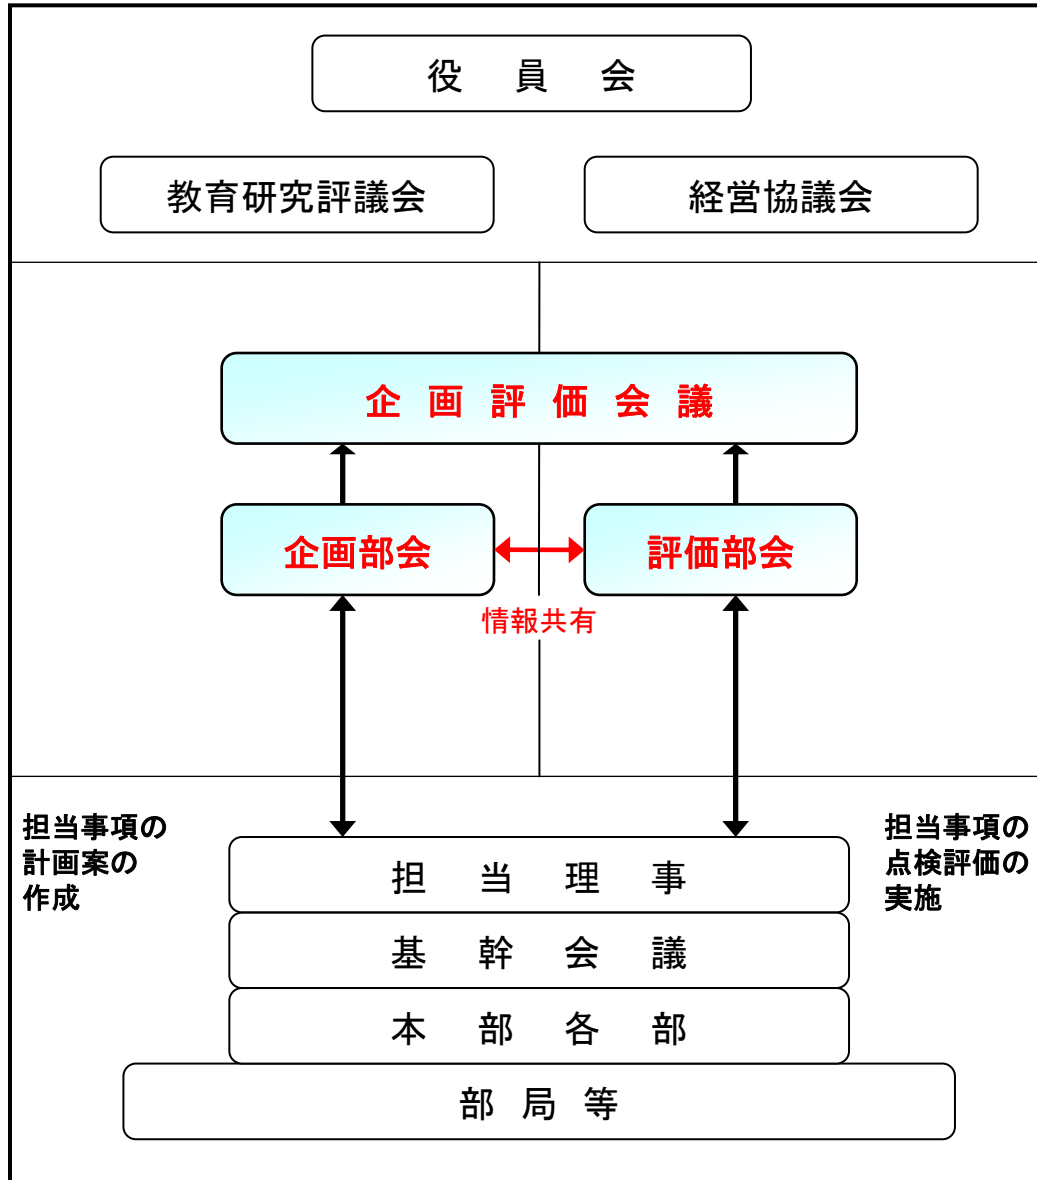 役員会
教育研究評議会
経営協議会
企画評価会議
企画部会
評価部会
情報共有
担当事項の
計画案の
作成
担当事項の
点検評価の
実施
担当理事
基幹会議
本部各部
部局等